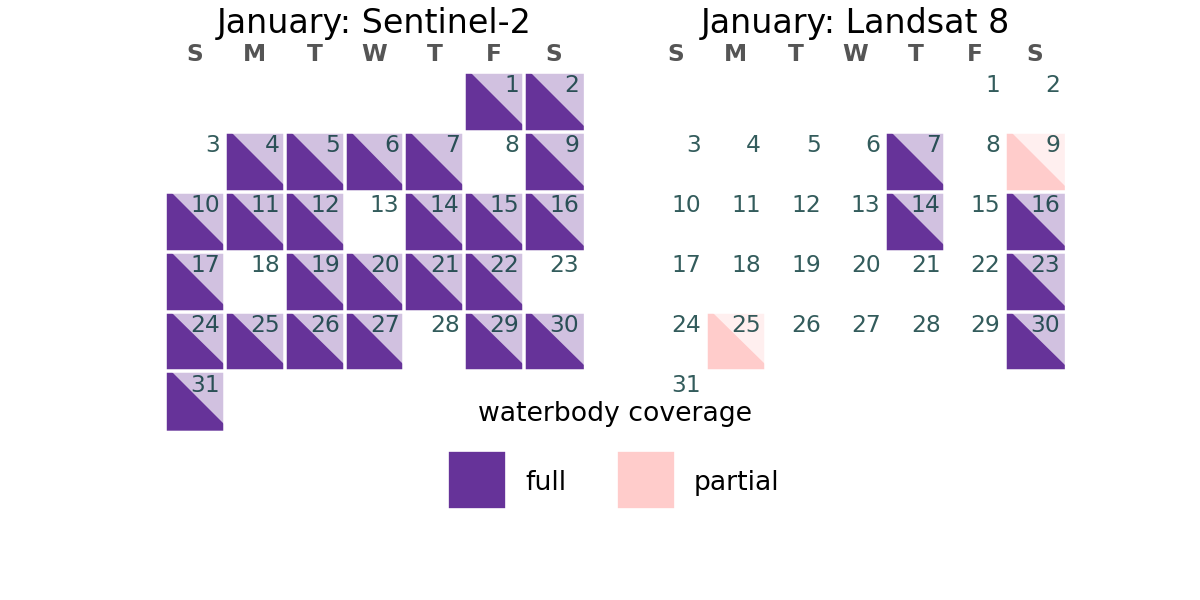 January: Sentinel-2
S M T W T F S
1 2
3 4 5 6 7 8 9
10 11 12 13 14 15 16
17 18 19 20 21 22 23
24 25 26 27 28 29 30
31
January: Landsat 8
S M T W T F S
1 2
3 4 5 6 7 8 9
10 11 12 13 14 15 16
17 18 19 20 21 22 23
24 25 26 27 28 29 30
31
waterbody coverage
full partial